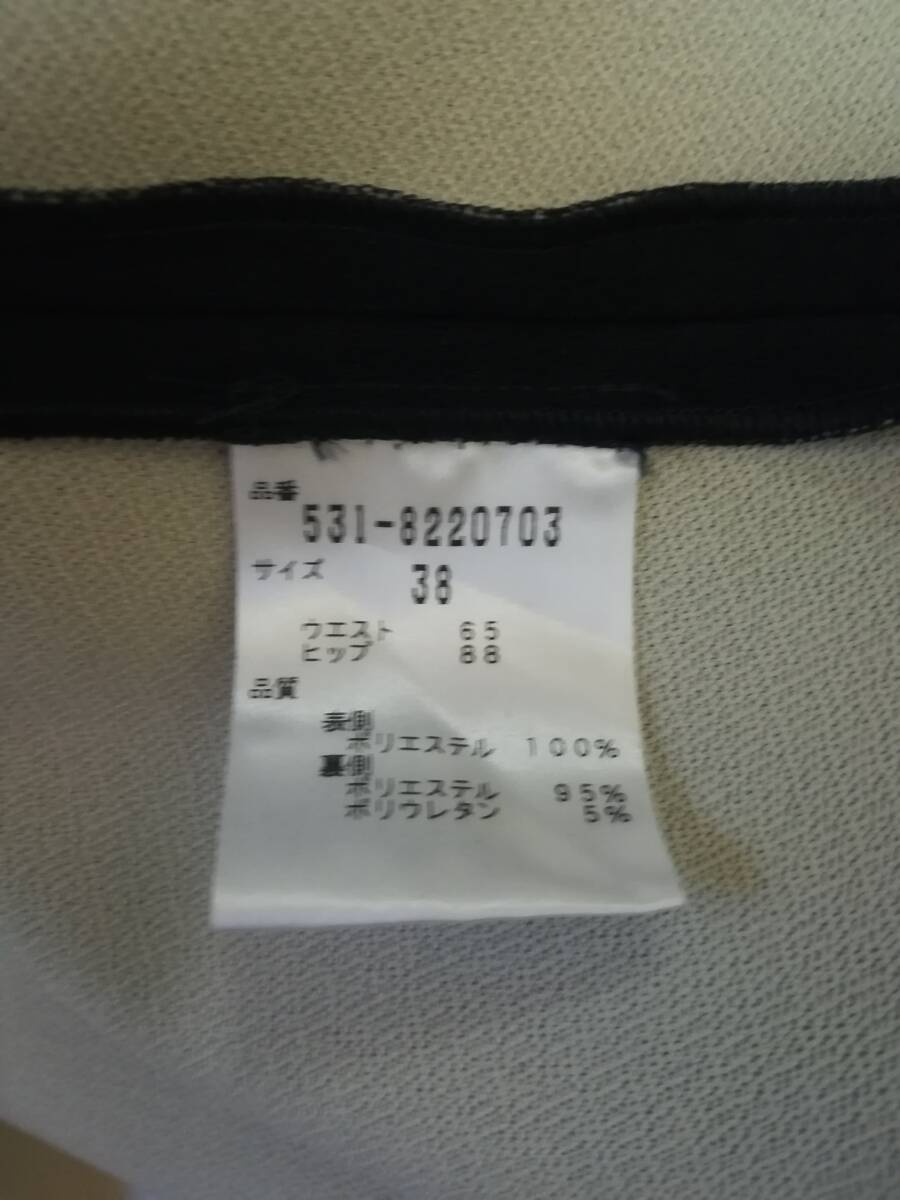 品番
531-8220703
サイズ 38
ウエスト 65
ヒップ 88
品質
表側
ポリエステル 100%
裏側
ポリエステル 95%
ポリウレタン 5%